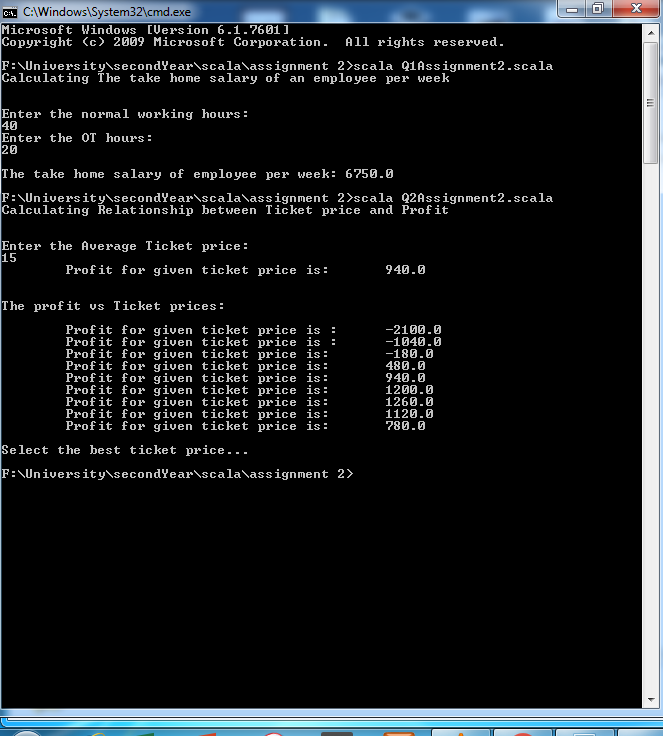 C:\Windows\System32\cmd.exe
Microsoft Windows [Version 6.1.7601]
Copyright (c) 2009 Microsoft Corporation.  All rights reserved.
F:\University\secondYear\scala\assignment 2>scala Q1Assignment2.scala
Calculating The take home salary of an employee per week
Enter the normal working hours:
40
Enter the OT hours:
20
The take home salary of employee per week: 6750.0
F:\University\secondYear\scala\assignment 2>scala Q2Assignment2.scala
Calculating Relationship between Ticket price and Profit
Enter the Average Ticket price:
15
Profit for given ticket price is:       940.0
The profit vs Ticket prices:
Profit for given ticket price is :      -2100.0
Profit for given ticket price is :      -1040.0
Profit for given ticket price is:       -180.0
Profit for given ticket price is:       480.0
Profit for given ticket price is:       940.0
Profit for given ticket price is:       1200.0
Profit for given ticket price is:       1260.0
Profit for given ticket price is:       1120.0
Profit for given ticket price is:       780.0
Select the best ticket price...
F:\University\secondYear\scala\assignment 2>